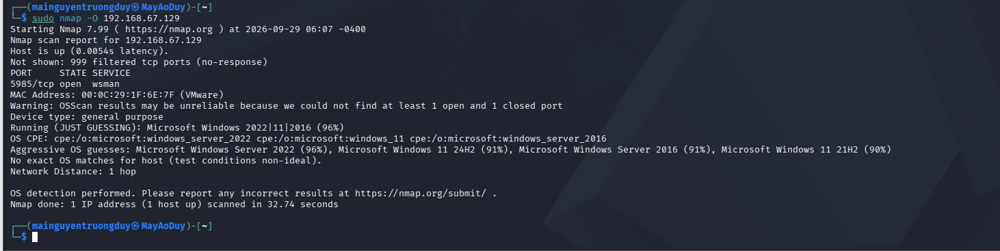 ┌──(mainguyentruongduy㉿MayAoDuy)-[~]
└─$ sudo nmap -O 192.168.67.129
Starting Nmap 7.99 ( https://nmap.org ) at 2026-09-29 06:07 -0400
Nmap scan report for 192.168.67.129
Host is up (0.0054s latency).
Not shown: 999 filtered tcp ports (no-response)
PORT     STATE SERVICE
5985/tcp open  wsman
MAC Address: 00:0C:29:1F:6E:7F (VMware)
Warning: OSScan results may be unreliable because we could not find at least 1 open and 1 closed port
Device type: general purpose
Running (JUST GUESSING): Microsoft Windows 2022|11|2016 (96%)
OS CPE: cpe:/o:microsoft:windows_server_2022 cpe:/o:microsoft:windows_11 cpe:/o:microsoft:windows_server_2016
Aggressive OS guesses: Microsoft Windows Server 2022 (96%), Microsoft Windows 11 24H2 (91%), Microsoft Windows Server 2016 (91%), Microsoft Windows 11 21H2 (90%)
No exact OS matches for host (test conditions non-ideal).
Network Distance: 1 hop

OS detection performed. Please report any incorrect results at https://nmap.org/submit/ .
Nmap done: 1 IP address (1 host up) scanned in 32.74 seconds

┌──(mainguyentruongduy㉿MayAoDuy)-[~]
└─$